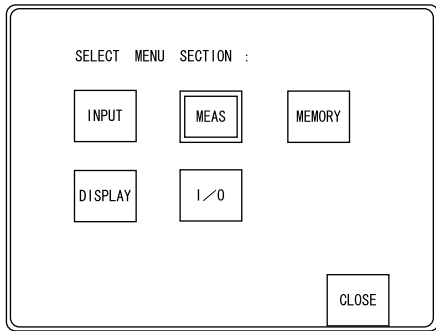 SELECT MENU SECTION :
INPUT MEAS MEMORY
DISPLAY I/O
CLOSE